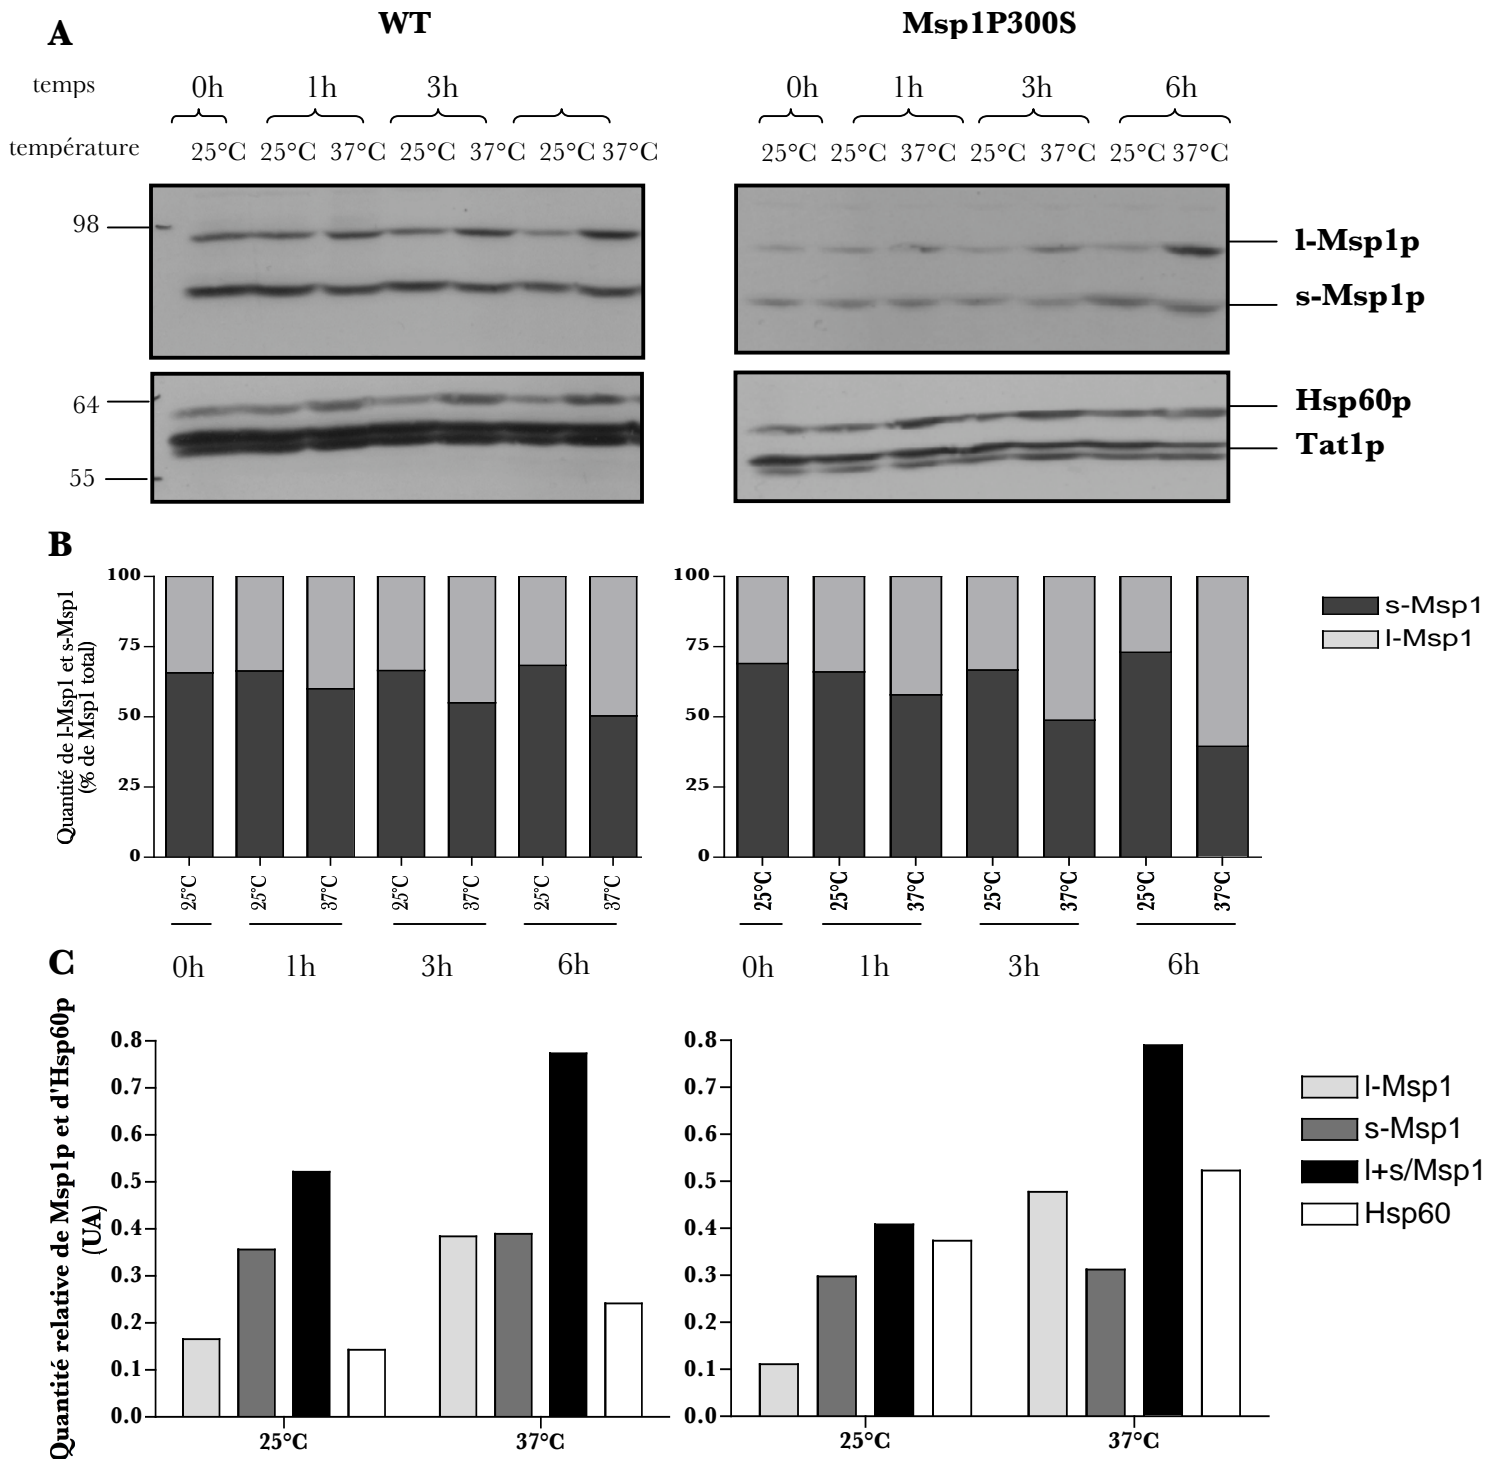 A
WT
Msp1P300S
temps
0h 1h 3h
0h 1h 3h 6h
température
25°C 25°C 37°C 25°C 37°C 25°C 37°C
25°C 25°C 37°C 25°C 37°C 25°C 37°C
98
l-Msp1p
s-Msp1p
64
55
Hsp60p
Tat1p
B
Quantité de l-Msp1 et s-Msp1
(% de Msp1 total)
100
75
50
25
0
25°C 25°C 37°C 25°C 37°C 25°C 37°C
0h 1h 3h 6h
100
75
50
25
0
25°C 25°C 37°C 25°C 37°C 25°C 37°C
0h 1h 3h 6h
s-Msp1
l-Msp1
C
Quantité relative de Msp1p et d'Hsp60p
(UA)
0.8
0.7
0.6
0.5
0.4
0.3
0.2
0.1
0.0
25°C 37°C
0.8
0.7
0.6
0.5
0.4
0.3
0.2
0.1
0.0
25°C 37°C
l-Msp1
s-Msp1
l+s/Msp1
Hsp60